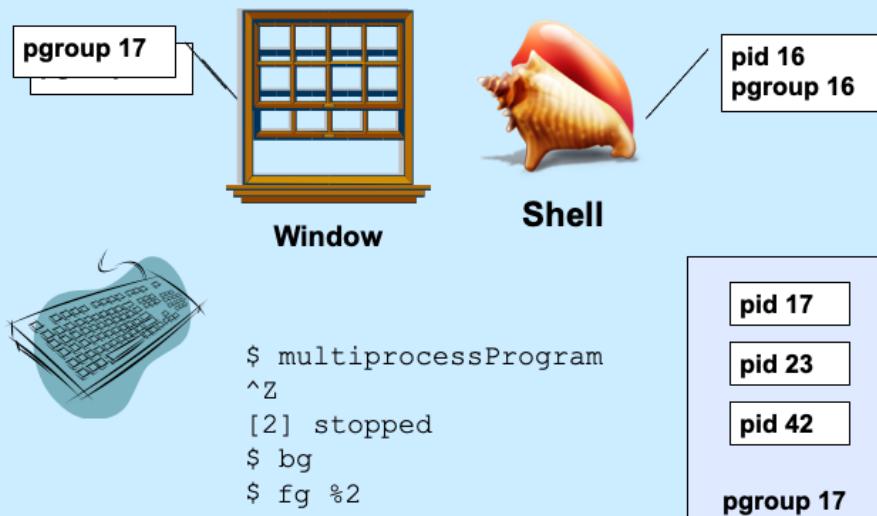 pgroup 17
pid 16
pgroup 16
Window
Shell
$ multiprocessProgram
^Z
[2] stopped
$ bg
$ fg %2
pid 17
pid 23
pid 42
pgroup 17